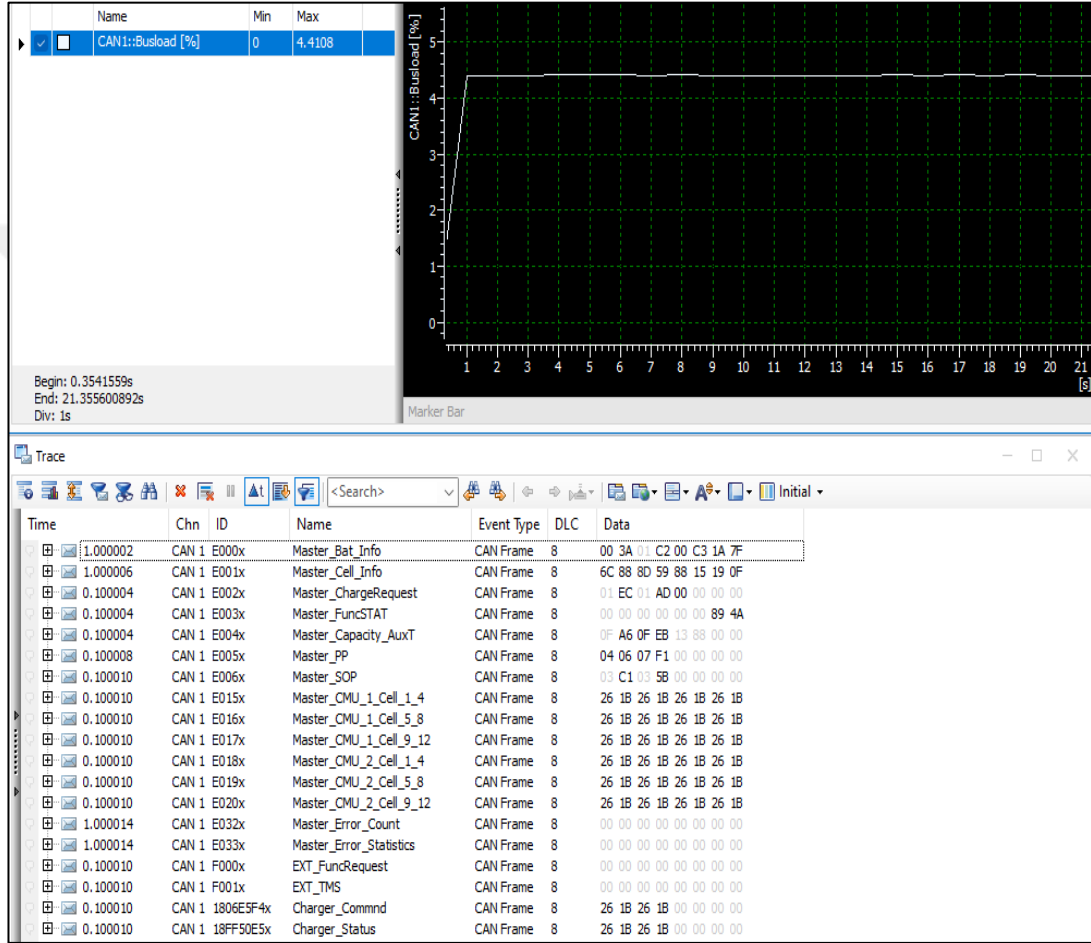 Name Min Max
CAN1::Busload [%] 0 4.4108
CAN1::Busload [%]
5
4
3
2
1
0
1 2 3 4 5 6 7 8 9 10 11 12 13 14 15 16 17 18 19 20 21
[s]
Begin: 0.3541559s
End: 21.355600892s
Div: 1s
Marker Bar
Trace
Δt <Search> A Initial
Time Chn ID Name Event Type DLC Data
1.000002 CAN 1 E000x Master_Bat_Info CAN Frame 8 00 3A 01 C2 00 C3 1A 7F
1.000006 CAN 1 E001x Master_Cell_Info CAN Frame 8 6C 88 8D 59 88 15 19 0F
0.100004 CAN 1 E002x Master_ChargeRequest CAN Frame 8 01 EC 01 AD 00 00 00 00
0.100004 CAN 1 E003x Master_FuncSTAT CAN Frame 8 00 00 00 00 00 00 89 4A
0.100004 CAN 1 E004x Master_Capacity_AuxT CAN Frame 8 0F A6 0F EB 13 88 00 00
0.100008 CAN 1 E005x Master_PP CAN Frame 8 04 06 07 F1 00 00 00 00
0.100010 CAN 1 E006x Master_SOP CAN Frame 8 03 C1 03 5B 00 00 00 00
0.100010 CAN 1 E015x Master_CMU_1_Cell_1_4 CAN Frame 8 26 1B 26 1B 26 1B 26 1B
0.100010 CAN 1 E016x Master_CMU_1_Cell_5_8 CAN Frame 8 26 1B 26 1B 26 1B 26 1B
0.100010 CAN 1 E017x Master_CMU_1_Cell_9_12 CAN Frame 8 26 1B 26 1B 26 1B 26 1B
0.100010 CAN 1 E018x Master_CMU_2_Cell_1_4 CAN Frame 8 26 1B 26 1B 26 1B 26 1B
0.100010 CAN 1 E019x Master_CMU_2_Cell_5_8 CAN Frame 8 26 1B 26 1B 26 1B 26 1B
0.100010 CAN 1 E020x Master_CMU_2_Cell_9_12 CAN Frame 8 26 1B 26 1B 26 1B 26 1B
1.000014 CAN 1 E032x Master_Error_Count CAN Frame 8 00 00 00 00 00 00 00 00
1.000014 CAN 1 E033x Master_Error_Statistics CAN Frame 8 00 00 00 00 00 00 00 00
0.100010 CAN 1 F000x EXT_FuncRequest CAN Frame 8 00 00 00 00 00 00 00 00
0.100010 CAN 1 F001x EXT_TMS CAN Frame 8 00 00 00 00 00 00 00 00
0.100010 CAN 1 1806E5F4x Charger_Commnd CAN Frame 8 26 1B 26 1B 00 00 00 00
0.100010 CAN 1 18FF50E5x Charger_Status CAN Frame 8 26 1B 26 1B 00 00 00 00